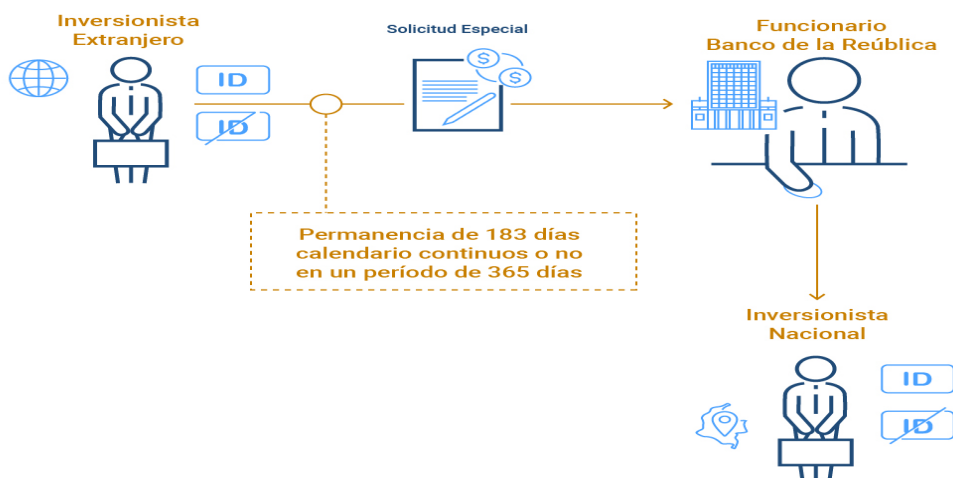 Inversionista
Extranjero
ID
ID
Solicitud Especial
Funcionario
Banco de la Reública
Permanencia de 183 días
calendario continuos o no
en un período de 365 días
Inversionista
Nacional
ID
ID